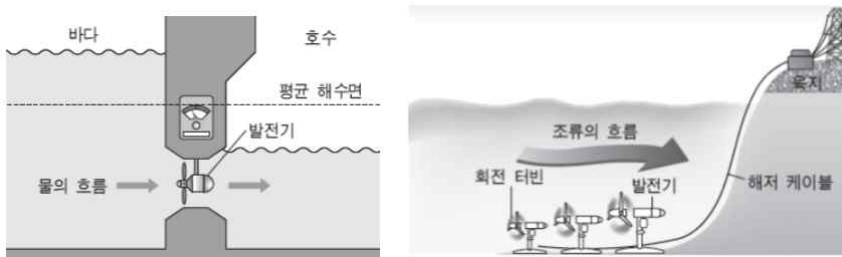 바다
호수
평균 해수면
발전기
물의 흐름
육지
조류의 흐름
회전 터빈
발전기
해저 케이블